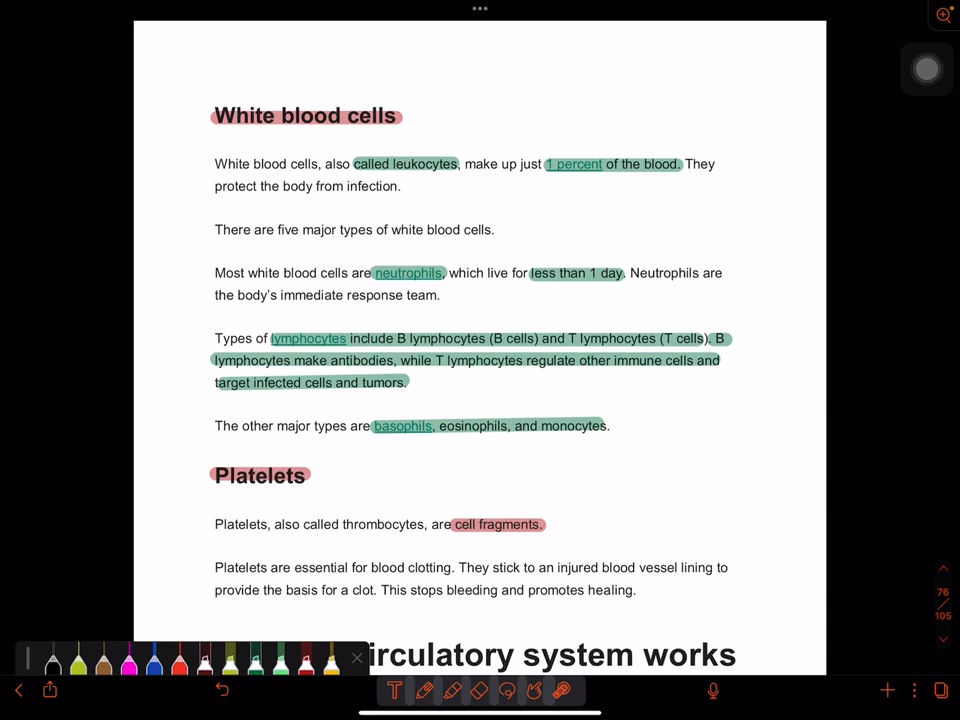 White blood cells
White blood cells, also called leukocytes, make up just 1 percent of the blood. They
protect the body from infection.
There are five major types of white blood cells.
Most white blood cells are neutrophils, which live for less than 1 day. Neutrophils are
the body’s immediate response team.
Types of lymphocytes include B lymphocytes (B cells) and T lymphocytes (T cells). B
lymphocytes make antibodies, while T lymphocytes regulate other immune cells and
target infected cells and tumors.
The other major types are basophils, eosinophils, and monocytes.
Platelets
Platelets, also called thrombocytes, are cell fragments.
Platelets are essential for blood clotting. They stick to an injured blood vessel lining to
provide the basis for a clot. This stops bleeding and promotes healing.
irculatory system works
76
105